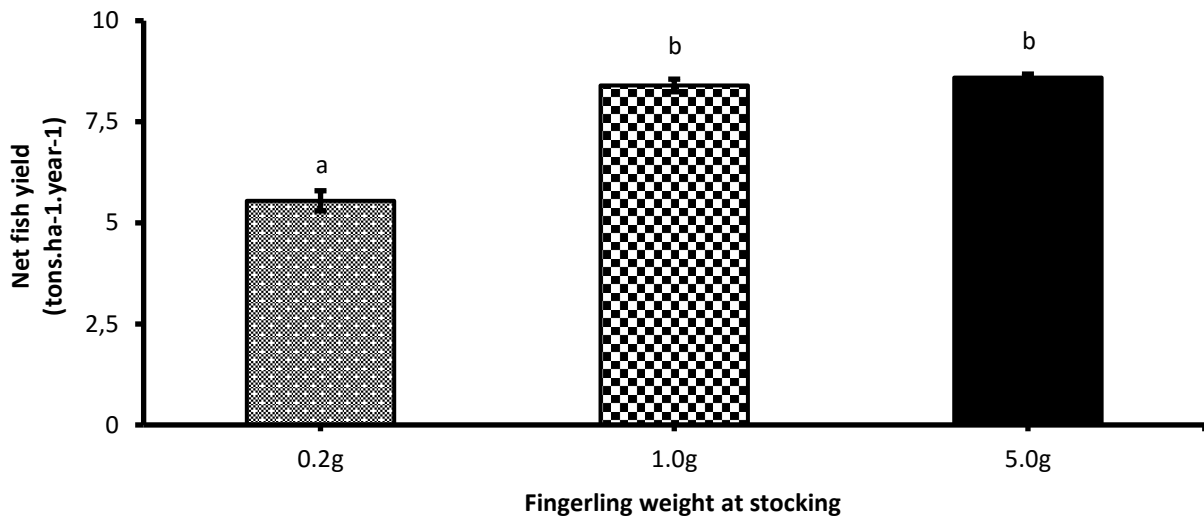 10
7,5
5
2,5
0
Net fish yield
(tons.ha-1.year-1)
a
b
b
0.2g
1.0g
5.0g
Fingerling weight at stocking